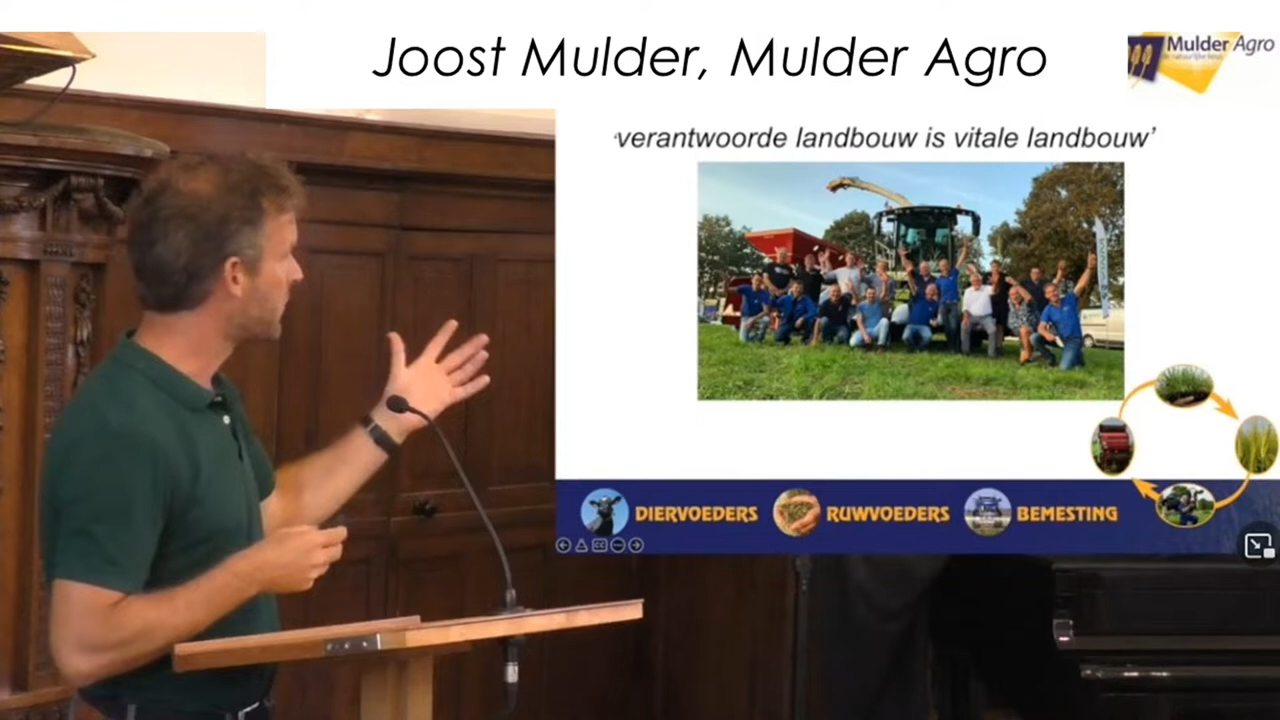 Joost Mulder, Mulder Agro
Mulder Agro
'verantwoorde landbouw is vitale landbouw'
DIERVOEDERS RUWVOEDERS BEMESTING